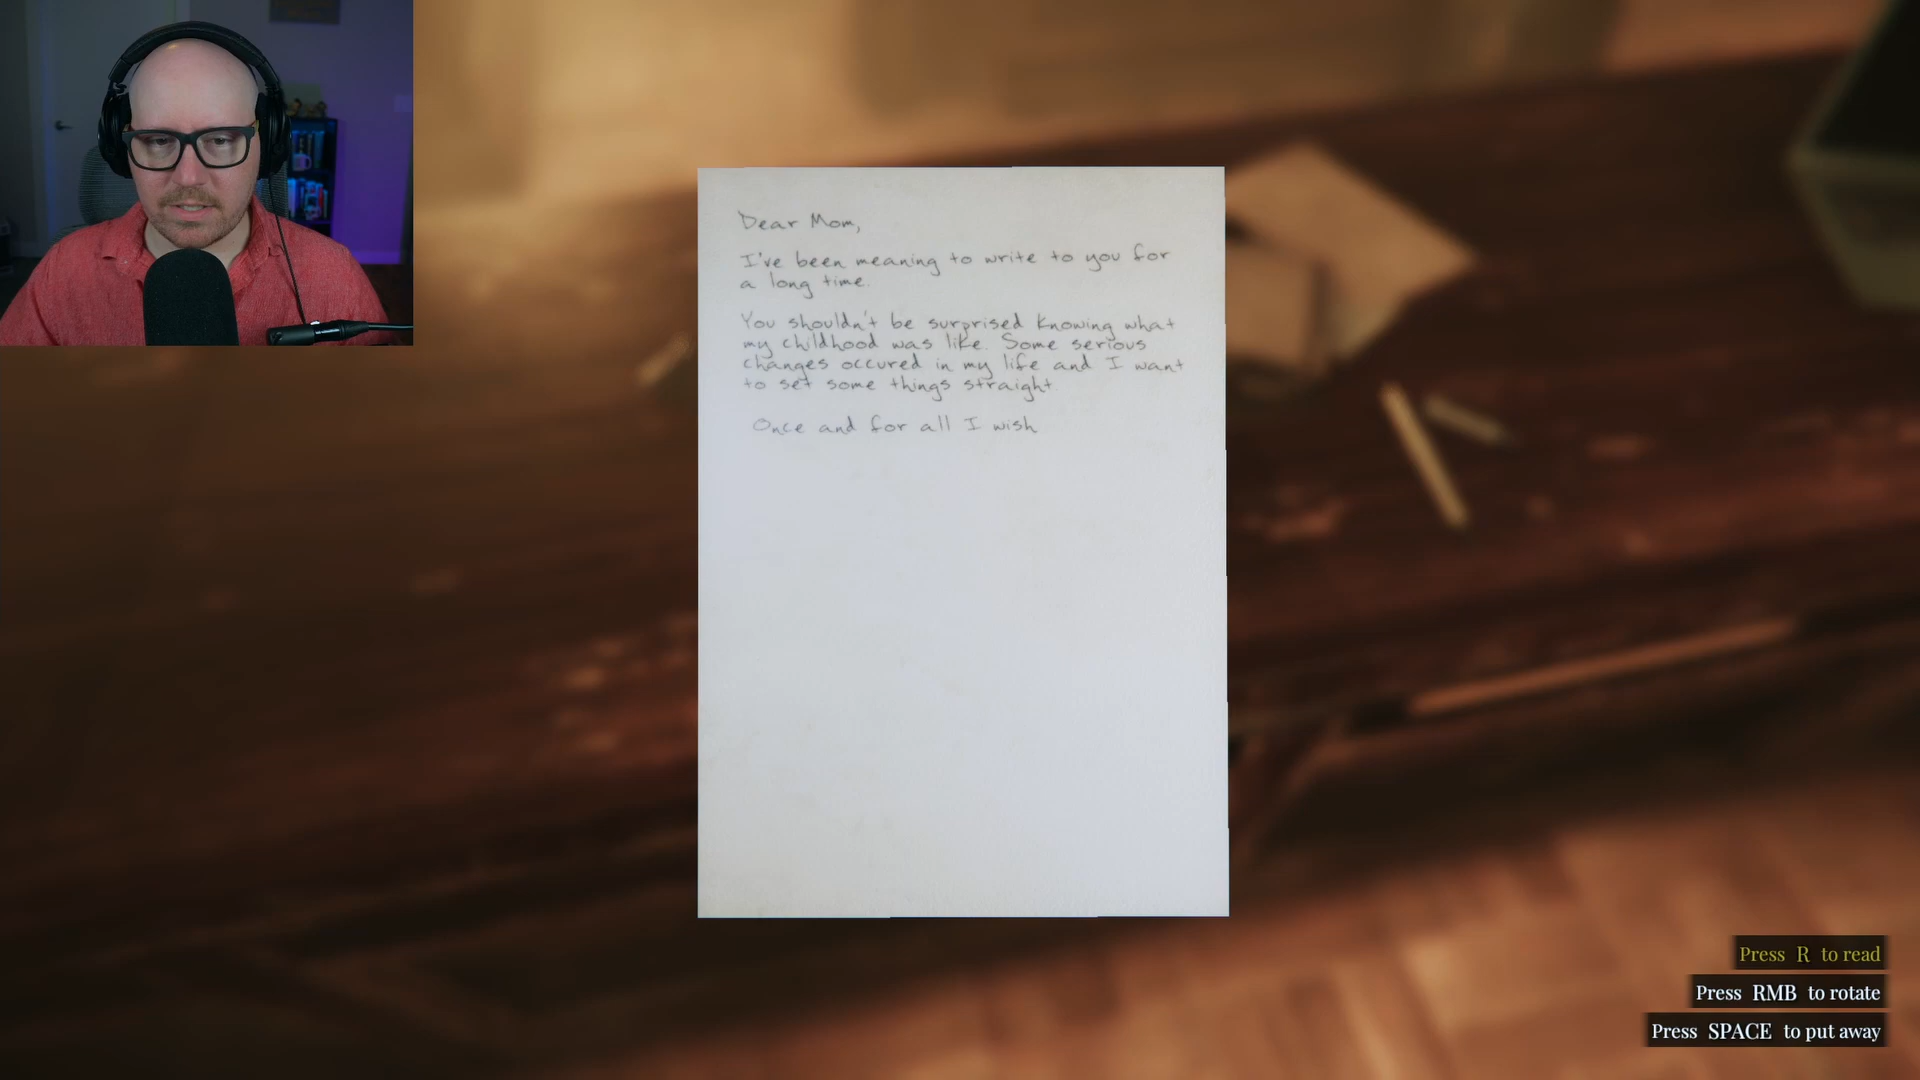 Dear Mom,
I've been meaning to write to you for
a long time.
You shouldn't be surprised knowing what
my childhood was like. Some serious
changes occured in my life and I want
to set some things straight.
Once and for all I wish
Press R to read
Press RMB to rotate
Press SPACE to put away